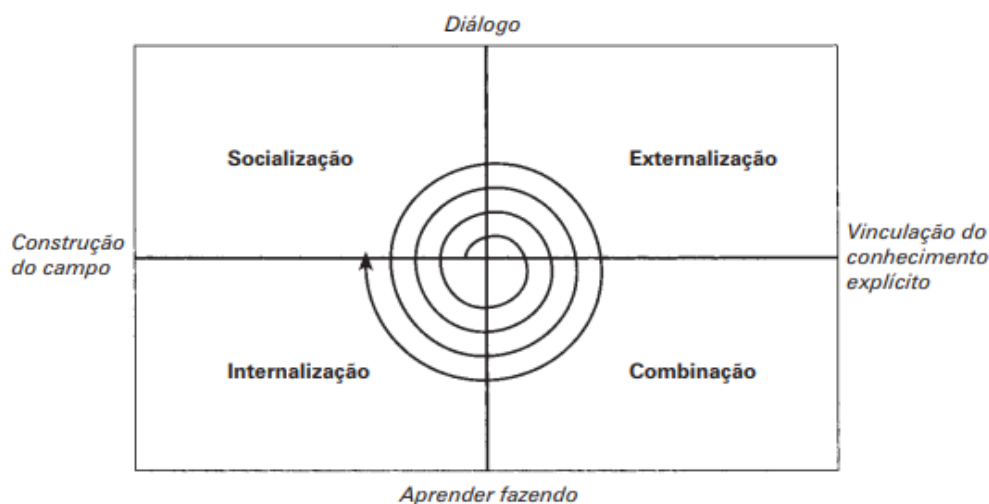 Diálogo
Socialização
Externalização
Construção
do campo
Vinculação do
conhecimento
explícito
Internalização
Combinação
Aprender fazendo